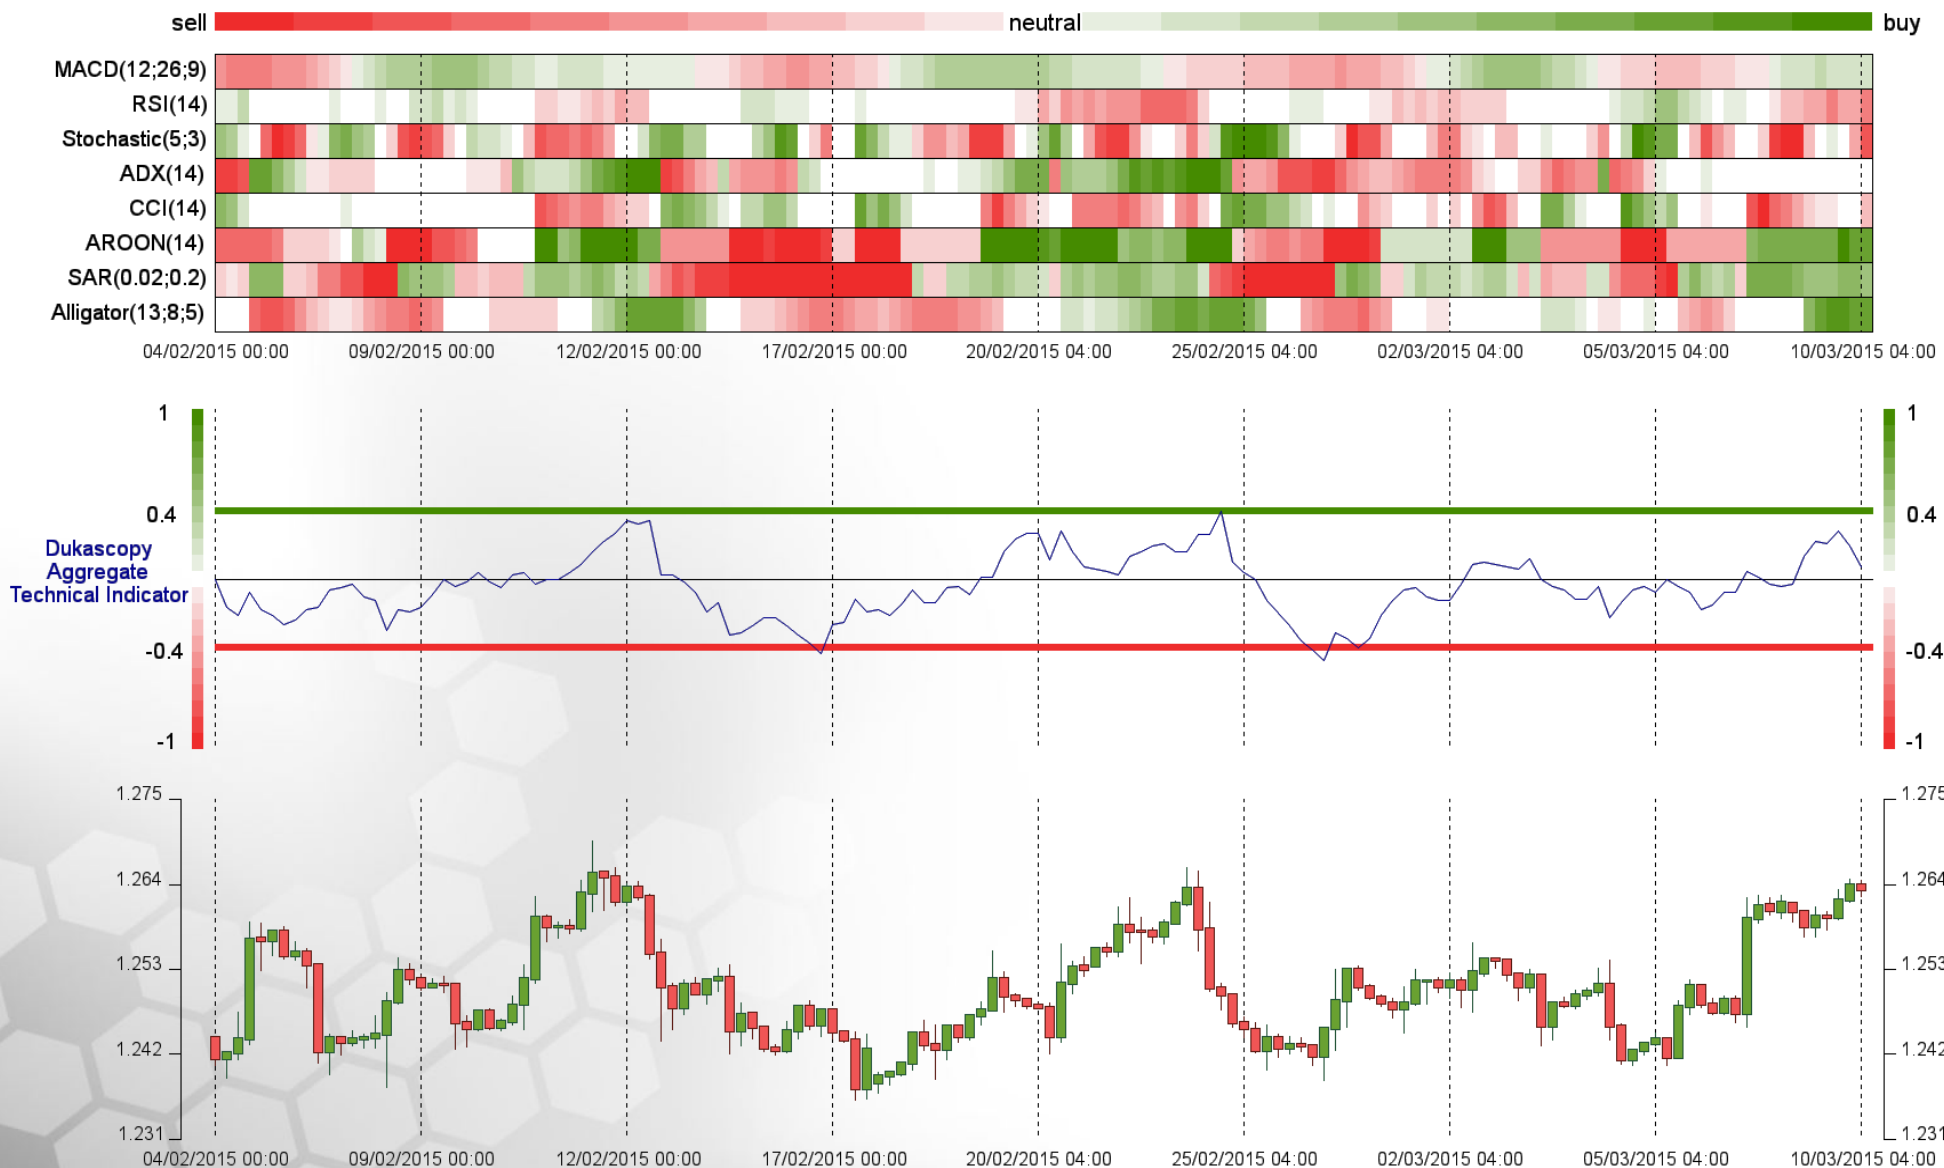 sell neutral buy
MACD(12;26;9)
RSI(14)
Stochastic(5;3)
ADX(14)
CCI(14)
AROON(14)
SAR(0.02;0.2)
Alligator(13;8;5)
04/02/2015 00:00 09/02/2015 00:00 12/02/2015 00:00 17/02/2015 00:00 20/02/2015 04:00 25/02/2015 04:00 02/03/2015 04:00 05/03/2015 04:00 10/03/2015 04:00
1 1
0.4 0.4
Dukascopy
Aggregate
Technical Indicator
-0.4 -0.4
-1 -1
1.275 1.275
1.264 1.264
1.253 1.253
1.242 1.242
1.231 1.231
04/02/2015 00:00 09/02/2015 00:00 12/02/2015 00:00 17/02/2015 00:00 20/02/2015 04:00 25/02/2015 04:00 02/03/2015 04:00 05/03/2015 04:00 10/03/2015 04:00